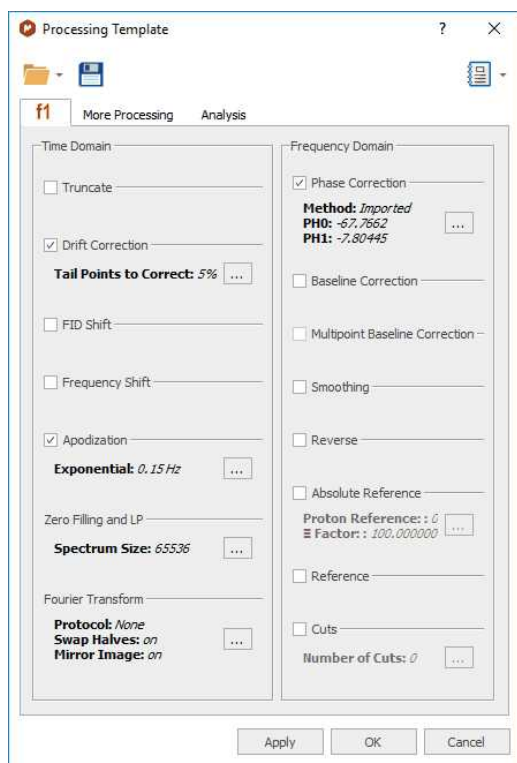 Processing Template
?
f1
More Processing
Analysis
Time Domain
Truncate
Drift Correction
Tail Points to Correct: 5%
...
FID Shift
Frequency Shift
Apodization
Exponential: 0.15 Hz
...
Zero Filling and LP
Spectrum Size: 65536
...
Fourier Transform
Protocol: None
Swap Halves: on
Mirror Image: on
...
Frequency Domain
Phase Correction
Method: Imported
PH0: -67.7662
PH1: -7.80445
...
Baseline Correction
Multipoint Baseline Correction
Smoothing
Reverse
Absolute Reference
Proton Reference: : 0
Ξ Factor: : 100.000000
...
Reference
Cuts
Number of Cuts: 0
...
Apply
OK
Cancel